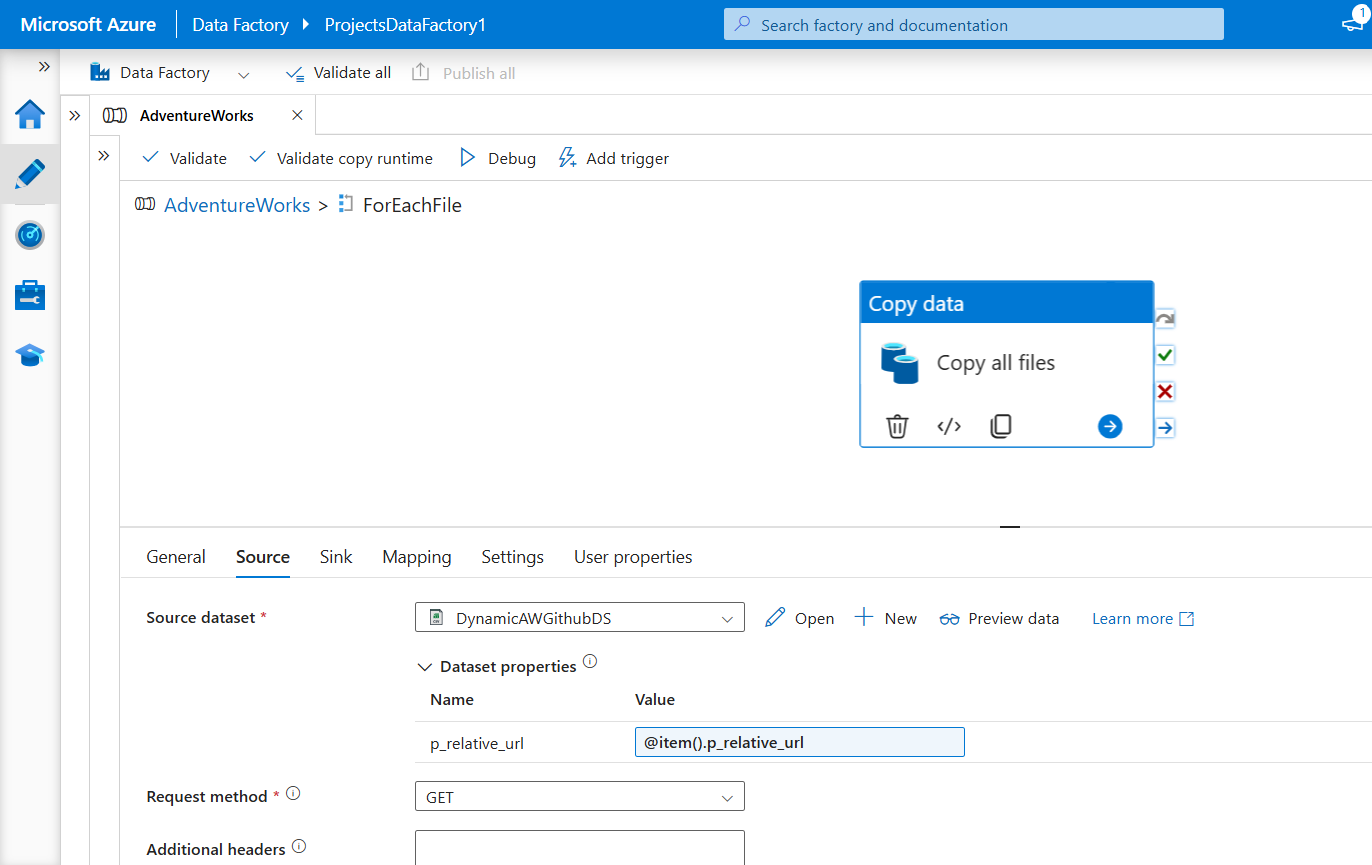 Microsoft Azure Data Factory ProjectsDataFactory1 Search factory and documentation 1
Data Factory Validate all Publish all
AdventureWorks
Validate Validate copy runtime Debug Add trigger
AdventureWorks > ForEachFile
Copy data
Copy all files
General Source Sink Mapping Settings User properties
Source dataset * DynamicAWGithubDS Open New Preview data Learn more
Dataset properties
Name Value
p_relative_url @item().p_relative_url
Request method * GET
Additional headers